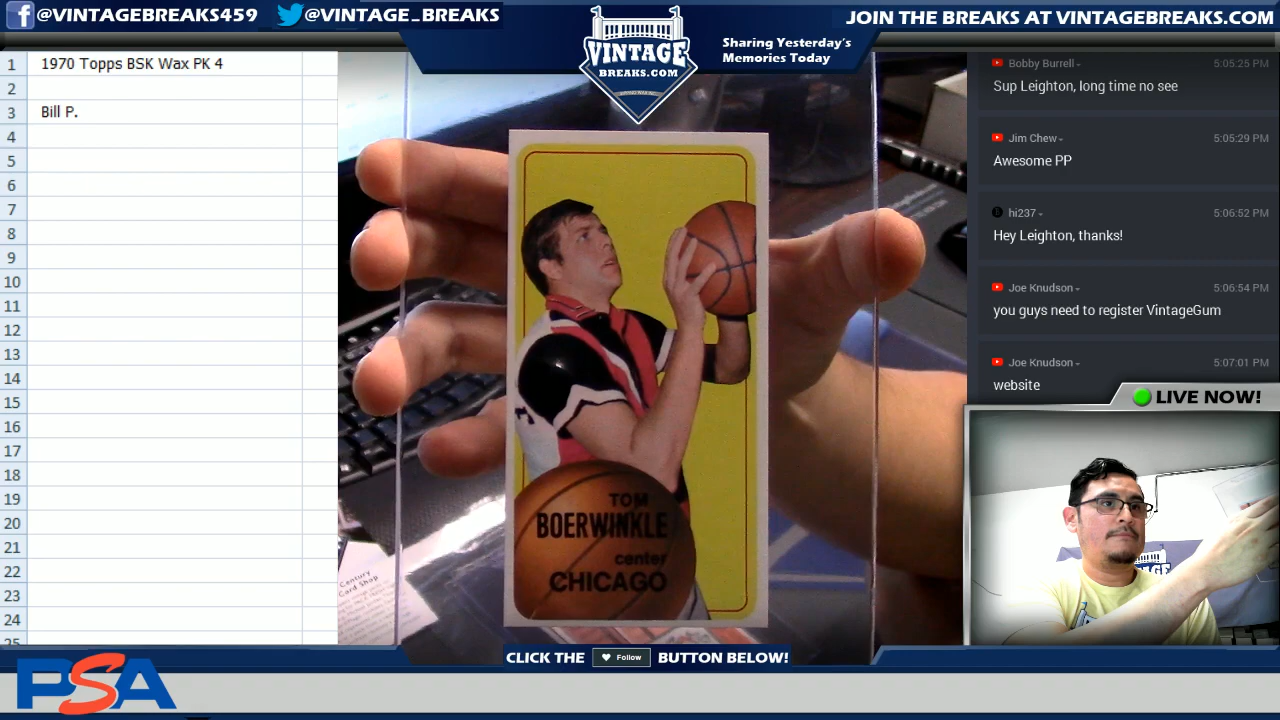 @VINTAGEBREAKS459
@VINTAGE_BREAKS
VINTAGE
BREAKS.COM
Sharing Yesterday's
Memories Today
JOIN THE BREAKS AT VINTAGEBREAKS.COM
1 1970 Topps BSK Wax PK 4
2
3 Bill P.
4
5
6
7
8
9
10
11
12
13
14
15
16
17
18
19
20
21
22
23
24
25
TOM
BOERWINKLE
center
CHICAGO
Century
Card Shop
Bobby Burrell 5:05:25 PM
Sup Leighton, long time no see
Jim Chew 5:05:29 PM
Awesome PP
hi237 5:06:52 PM
Hey Leighton, thanks!
Joe Knudson 5:06:54 PM
you guys need to register VintageGum
Joe Knudson 5:07:01 PM
website
LIVE NOW!
CLICK THE Follow BUTTON BELOW!
PSA